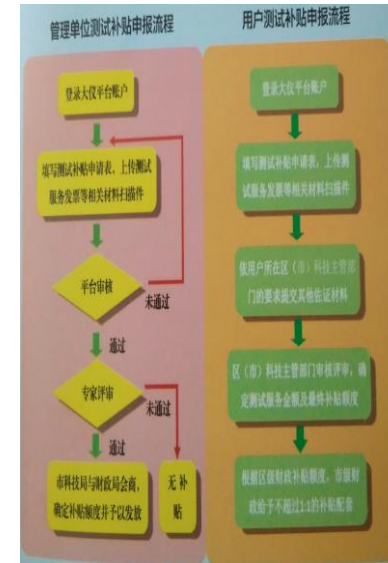 管理单位测试补贴申报流程
登录大仪平台账户
填写测试补贴申请表，上传测试
服务发票等相关材料扫描件
平台审核
未通过
通过
专家评审
未通过
通过
市科技局与财政局会商，
确定补贴额度并予以发放
无补
贴
用户测试补贴申报流程
登录大仪平台账户
填写测试补贴申请表，上传测
试服务发票等相关材料扫描件
依用户所在区（市）科技主管部
门的要求提交其他佐证材料
区（市）科技主管部门审核评审，确
定测试服务金额及最终补贴额度
根据区级财政补贴额度，市级财
政给予不超过1:1的补贴配套